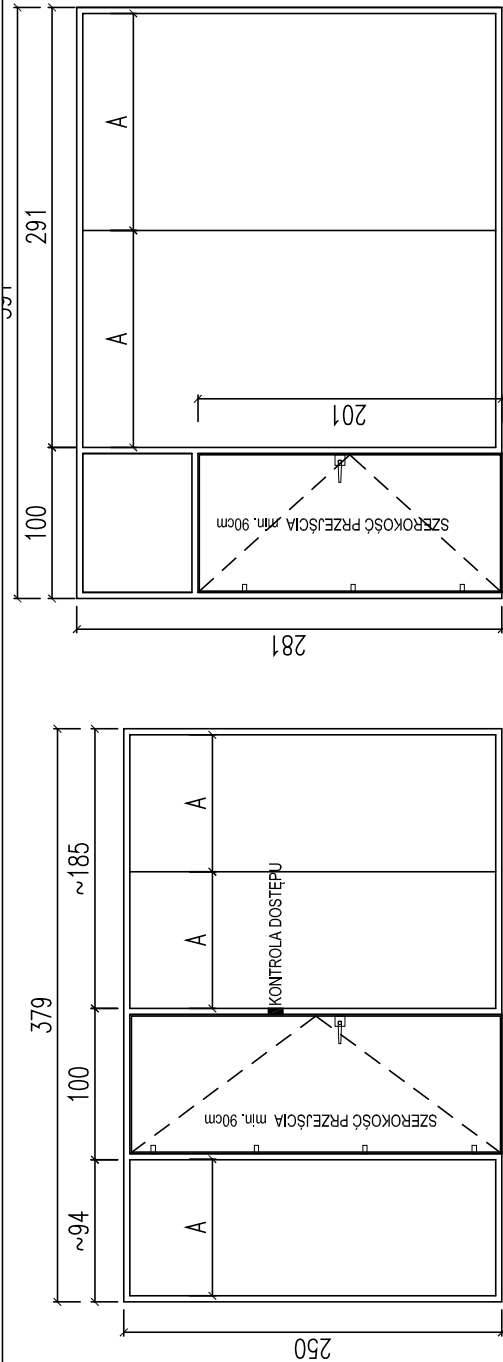 291
100
A
A
201
SZEROKOŚĆ PRZEJŚCIA min. 90cm
281
379
~185
100
~94
A
A
KONTROLA DOSTĘPU
SZEROKOŚĆ PRZEJŚCIA min. 90cm
A
250